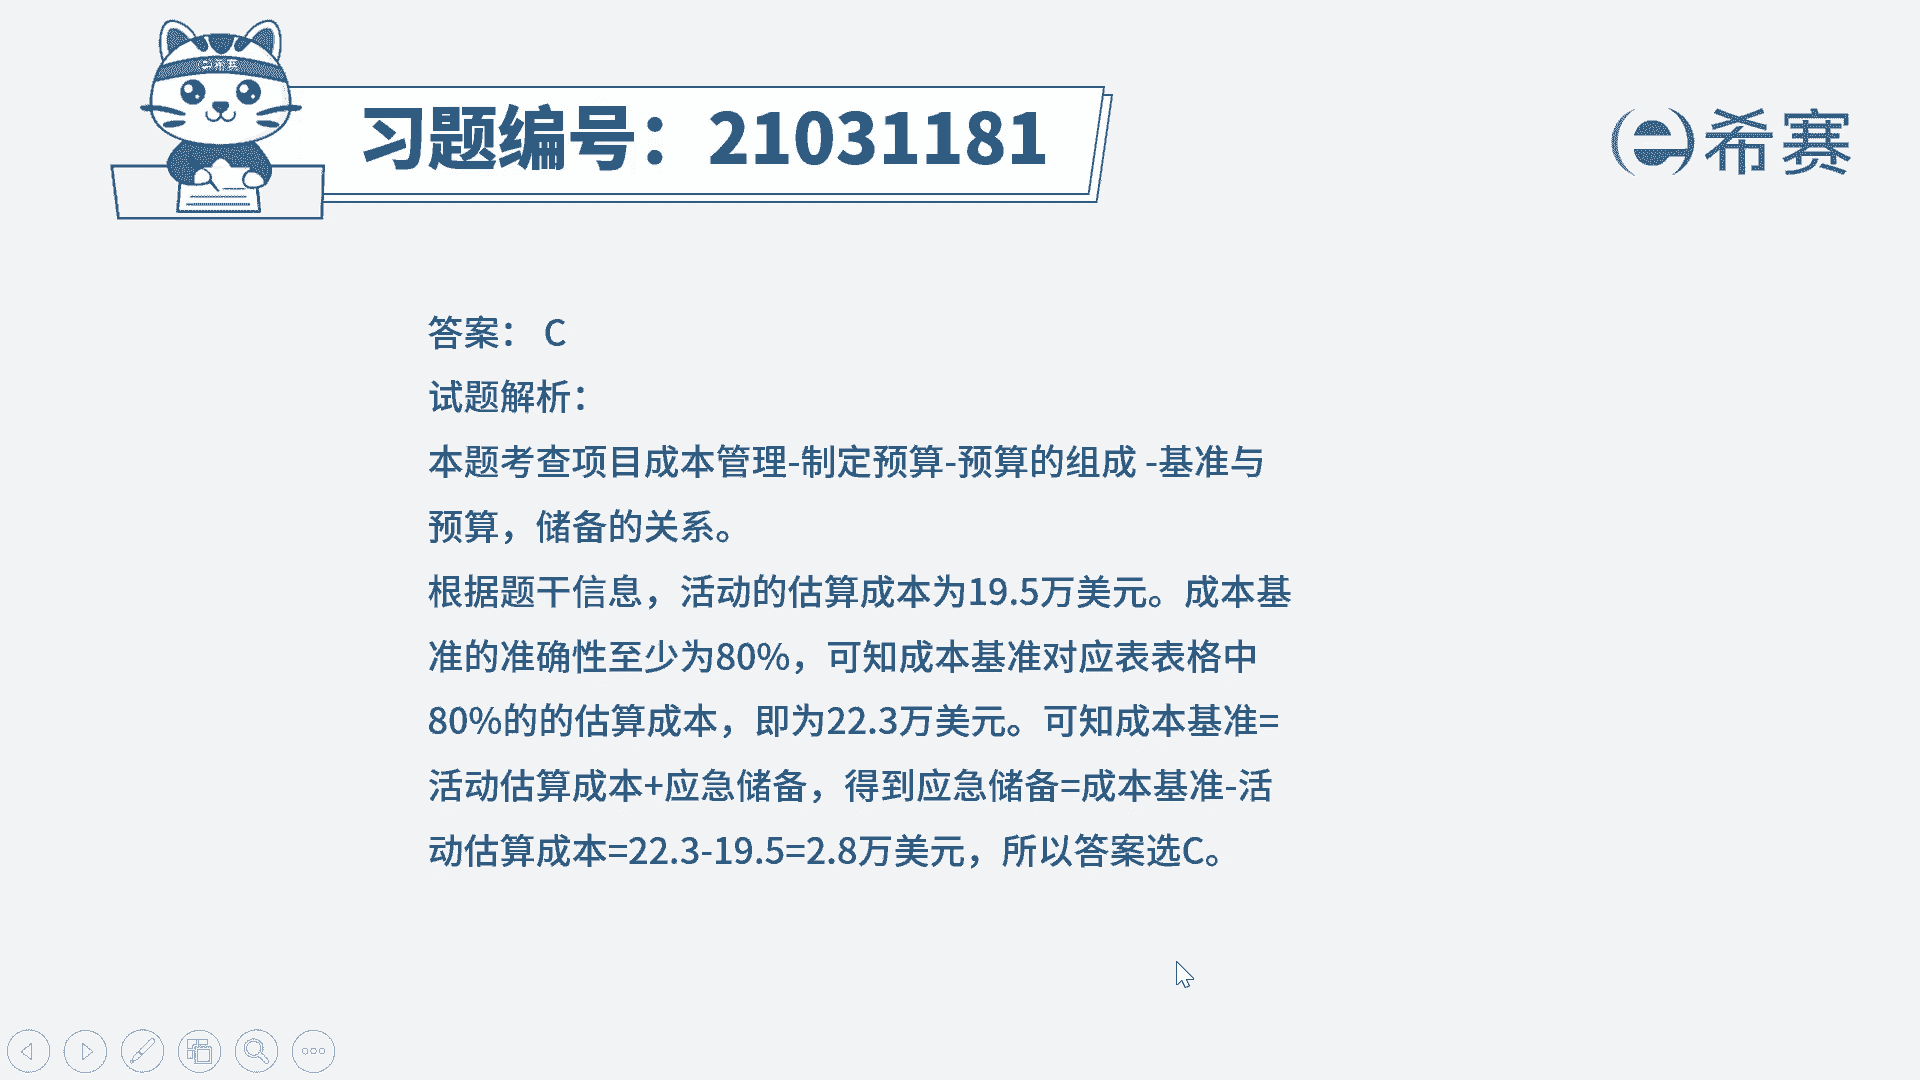 希赛
习题编号：21031181
希赛
答案： C
试题解析：
本题考查项目成本管理-制定预算-预算的组成 -基准与
预算，储备的关系。
根据题干信息，活动的估算成本为19.5万美元。成本基
准的准确性至少为80%，可知成本基准对应表表格中
80%的的估算成本，即为22.3万美元。可知成本基准=
活动估算成本+应急储备，得到应急储备=成本基准-活
动估算成本=22.3-19.5=2.8万美元，所以答案选C。